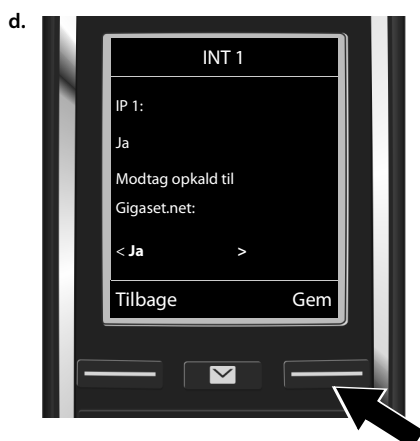 d.
INT 1
IP 1:
Ja
Modtag opkald til
Gigaset.net:
< Ja >
Tilbage Gem